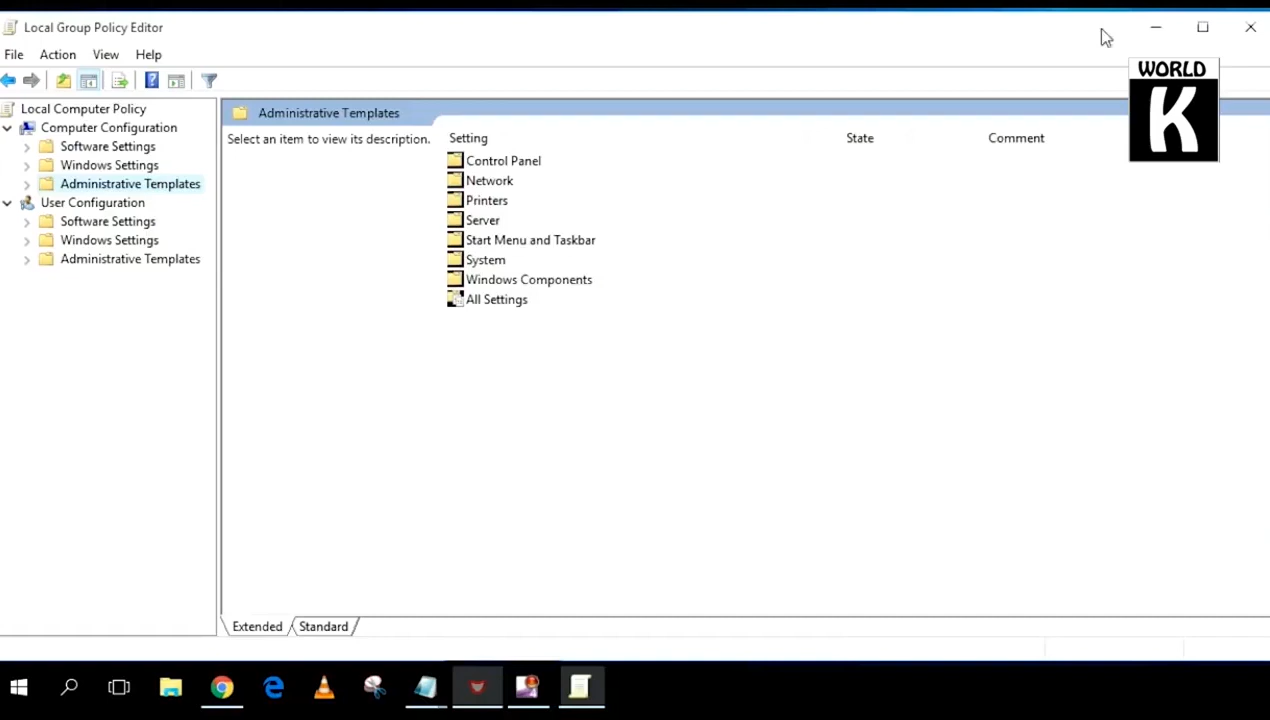 Local Group Policy Editor
File Action View Help
WORLD
K
Local Computer Policy
Computer Configuration
Software Settings
Windows Settings
Administrative Templates
User Configuration
Software Settings
Windows Settings
Administrative Templates
Administrative Templates
Select an item to view its description.
Setting State Comment
Control Panel
Network
Printers
Server
Start Menu and Taskbar
System
Windows Components
All Settings
Extended Standard